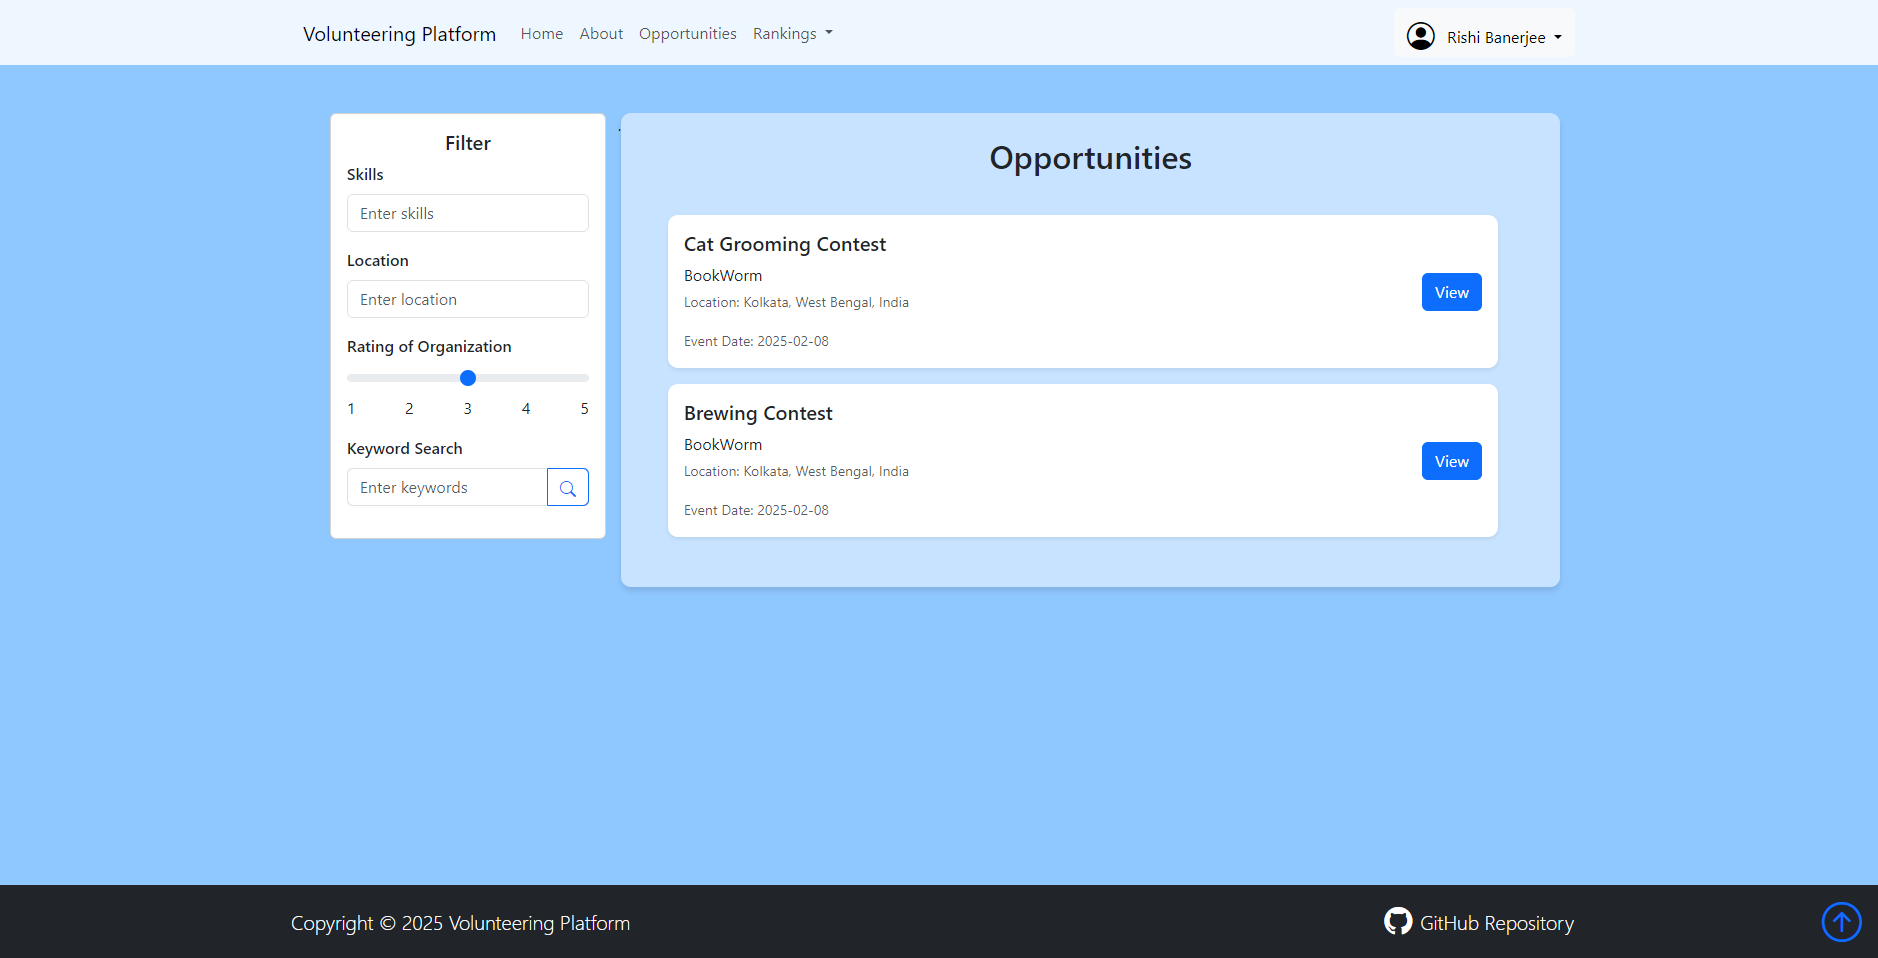 Volunteering Platform Home About Opportunities Rankings Rishi Banerjee
Filter
Skills
Enter skills
Location
Enter location
Rating of Organization
1 2 3 4 5
Keyword Search
Enter keywords
Opportunities
Cat Grooming Contest
BookWorm
Location: Kolkata, West Bengal, India
View
Event Date: 2025-02-08
Brewing Contest
BookWorm
Location: Kolkata, West Bengal, India
View
Event Date: 2025-02-08
Copyright © 2025 Volunteering Platform GitHub Repository